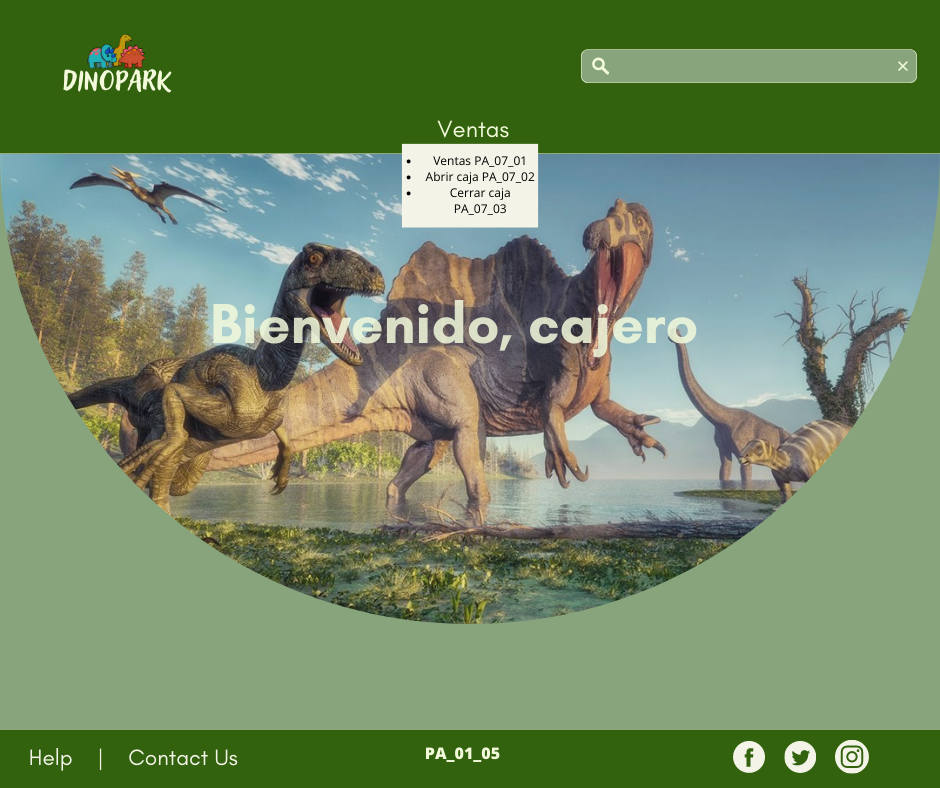 DINOPARK
Ventas
Ventas PA_07_01
Abrir caja PA_07_02
Cerrar caja
PA_07_03
Bienvenido, cajero
Help | Contact Us
PA_01_05